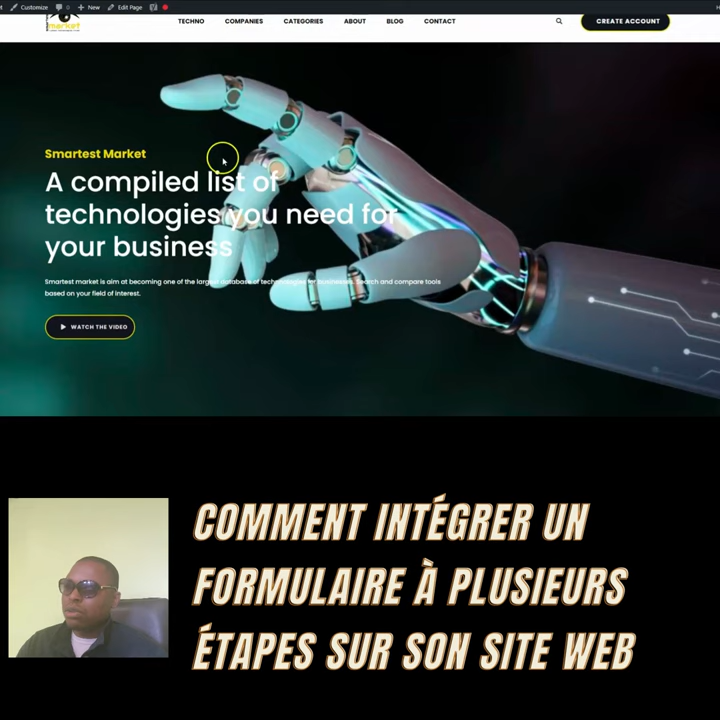 Customize 0 New Edit Page
market
TECHNO COMPANIES CATEGORIES ABOUT BLOG CONTACT CREATE ACCOUNT
Smartest Market
A compiled list of
technologies you need for
your business
Smartest market is aim at becoming one of the largest database of technologies for businesses. Search and compare tools
based on your field of interest.
WATCH THE VIDEO
COMMENT INTÉGRER UN
FORMULAIRE À PLUSIEURS
ÉTAPES SUR SON SITE WEB